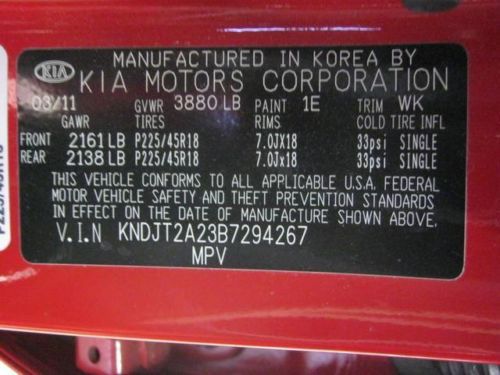 MANUFACTURED IN KOREA BY
KIA KIA MOTORS CORPORATION
03/11 GVWR 3880 LB PAINT 1E TRIM WK
GAWR TIRES RIMS COLD TIRE INFL
FRONT 2161 LB P225/45R18 7.0JX18 33psi SINGLE
REAR 2138 LB P225/45R18 7.0Jx18 33psi SINGLE
THIS VEHICLE CONFORMS TO ALL APPLICABLE U.S.A. FEDERAL
MOTOR VEHICLE SAFETY AND THEFT PREVENTION STANDARDS
IN EFFECT ON THE DATE OF MANUFACTURE SHOWN ABOVE.
V.I.N KNDJT2A23B7294267
MPV
P225/45R18